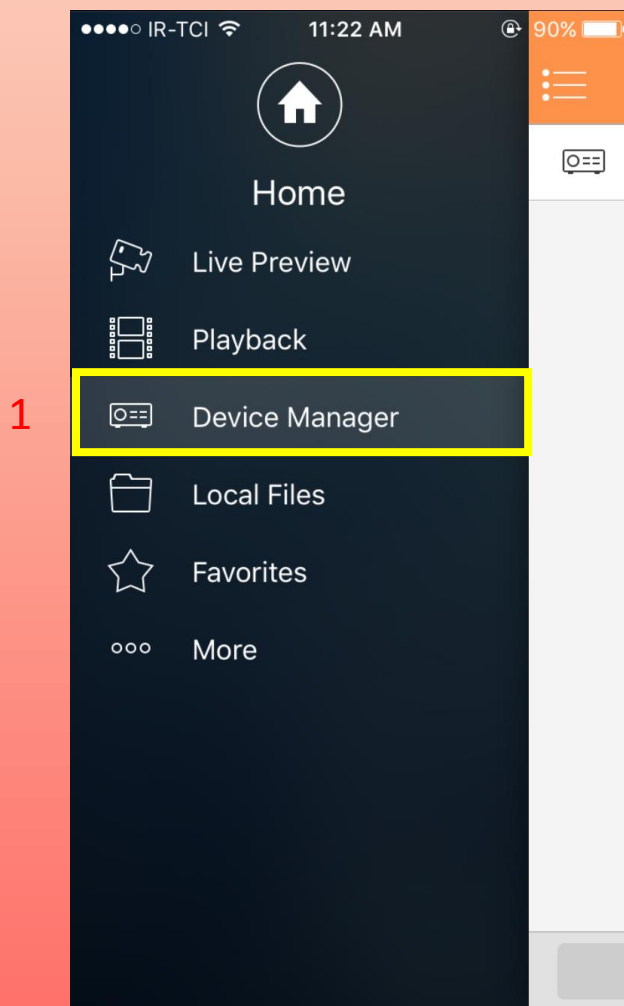 IR-TCI 11:22 AM 90%
Home
Live Preview
Playback
1 Device Manager
Local Files
Favorites
More